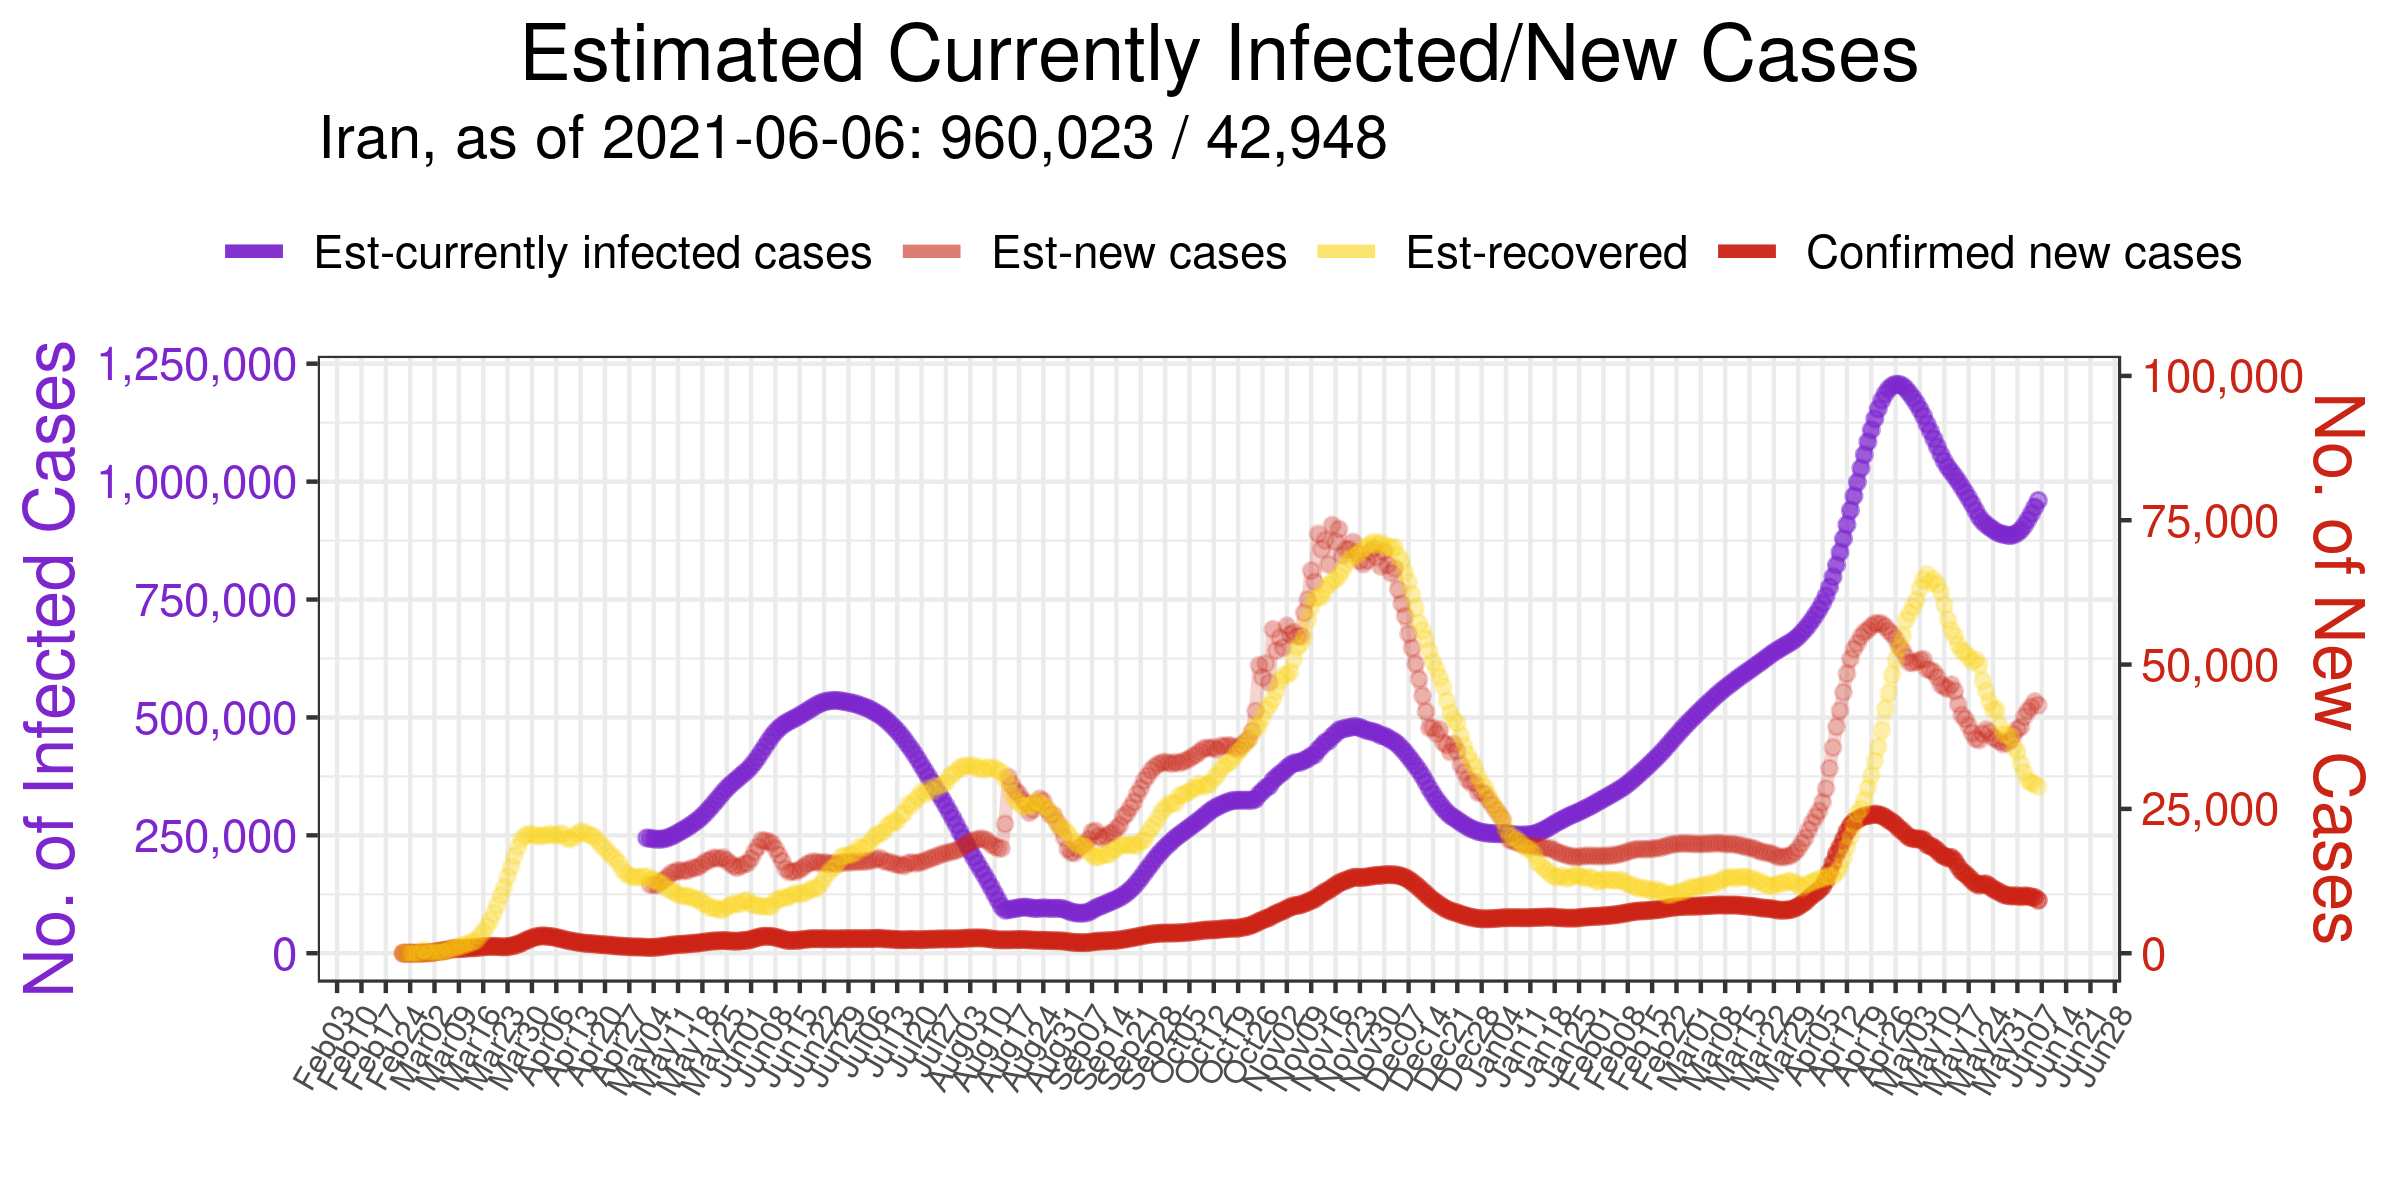 Estimated Currently Infected/New Cases
Iran, as of 2021-06-06: 960,023 / 42,948
Est-currently infected cases
Est-new cases
Est-recovered
Confirmed new cases
No. of Infected Cases
1,250,000
1,000,000
750,000
500,000
250,000
0
100,000
75,000
50,000
25,000
0
No. of New Cases
Feb03
Feb10
Feb17
Feb24
Mar02
Mar09
Mar16
Mar23
Mar30
Apr06
Apr13
Apr20
Apr27
May04
May11
May18
May25
Jun01
Jun08
Jun15
Jun22
Jun29
Jul06
Jul13
Jul20
Jul27
Aug03
Aug10
Aug17
Aug24
Aug31
Sep07
Sep14
Sep21
Sep28
Oct05
Oct12
Oct19
Oct26
Nov02
Nov09
Nov16
Nov23
Nov30
Dec07
Dec14
Dec21
Dec28
Jan04
Jan11
Jan18
Jan25
Feb01
Feb08
Feb15
Feb22
Mar01
Mar08
Mar15
Mar22
Mar29
Apr05
Apr12
Apr19
Apr26
May03
May10
May17
May24
May31
Jun07
Jun14
Jun21
Jun28